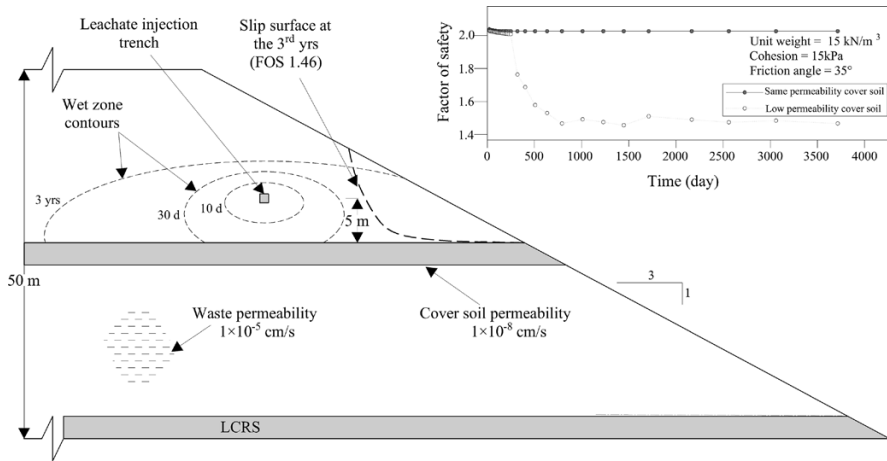 Leachate injection
trench
Slip surface at
the 3rd yrs
(FOS 1.46)
Wet zone
contours
3 yrs
30 d
10 d
5 m
50 m
3
1
Waste permeability
1×10-5 cm/s
Cover soil permeability
1×10-8 cm/s
LCRS
Factor of safety
2.0
1.8
1.6
1.4
Unit weight = 15 kN/m 3
Cohesion = 15kPa
Friction angle = 35°
Same permeability cover soil
Low permeability cover soil
0 500 1000 1500 2000 2500 3000 3500 4000
Time (day)